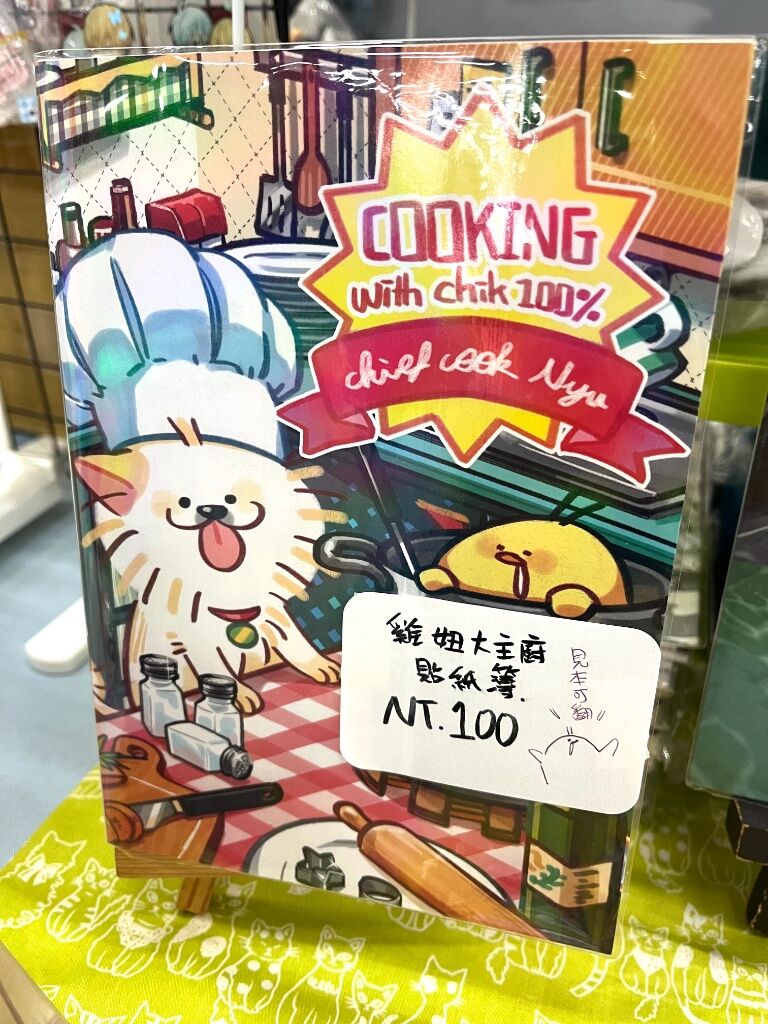 COOKING
with chik 100%
chief cook Nyu
雞妞大主廚
貼紙簿.
NT.100
見本可翻